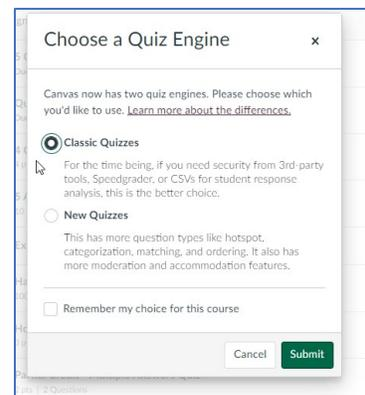 Choose a Quiz Engine
x
Canvas now has two quiz engines. Please choose which
you'd like to use. Learn more about the differences.
Classic Quizzes
For the time being, if you need security from 3rd-party
tools, Speedgrader, or CSVs for student response
analysis, this is the better choice.
New Quizzes
This has more question types like hotspot,
categorization, matching, and ordering. It also has
more moderation and accommodation features.
Remember my choice for this course
Cancel
Submit
2 pts | 2 Questions